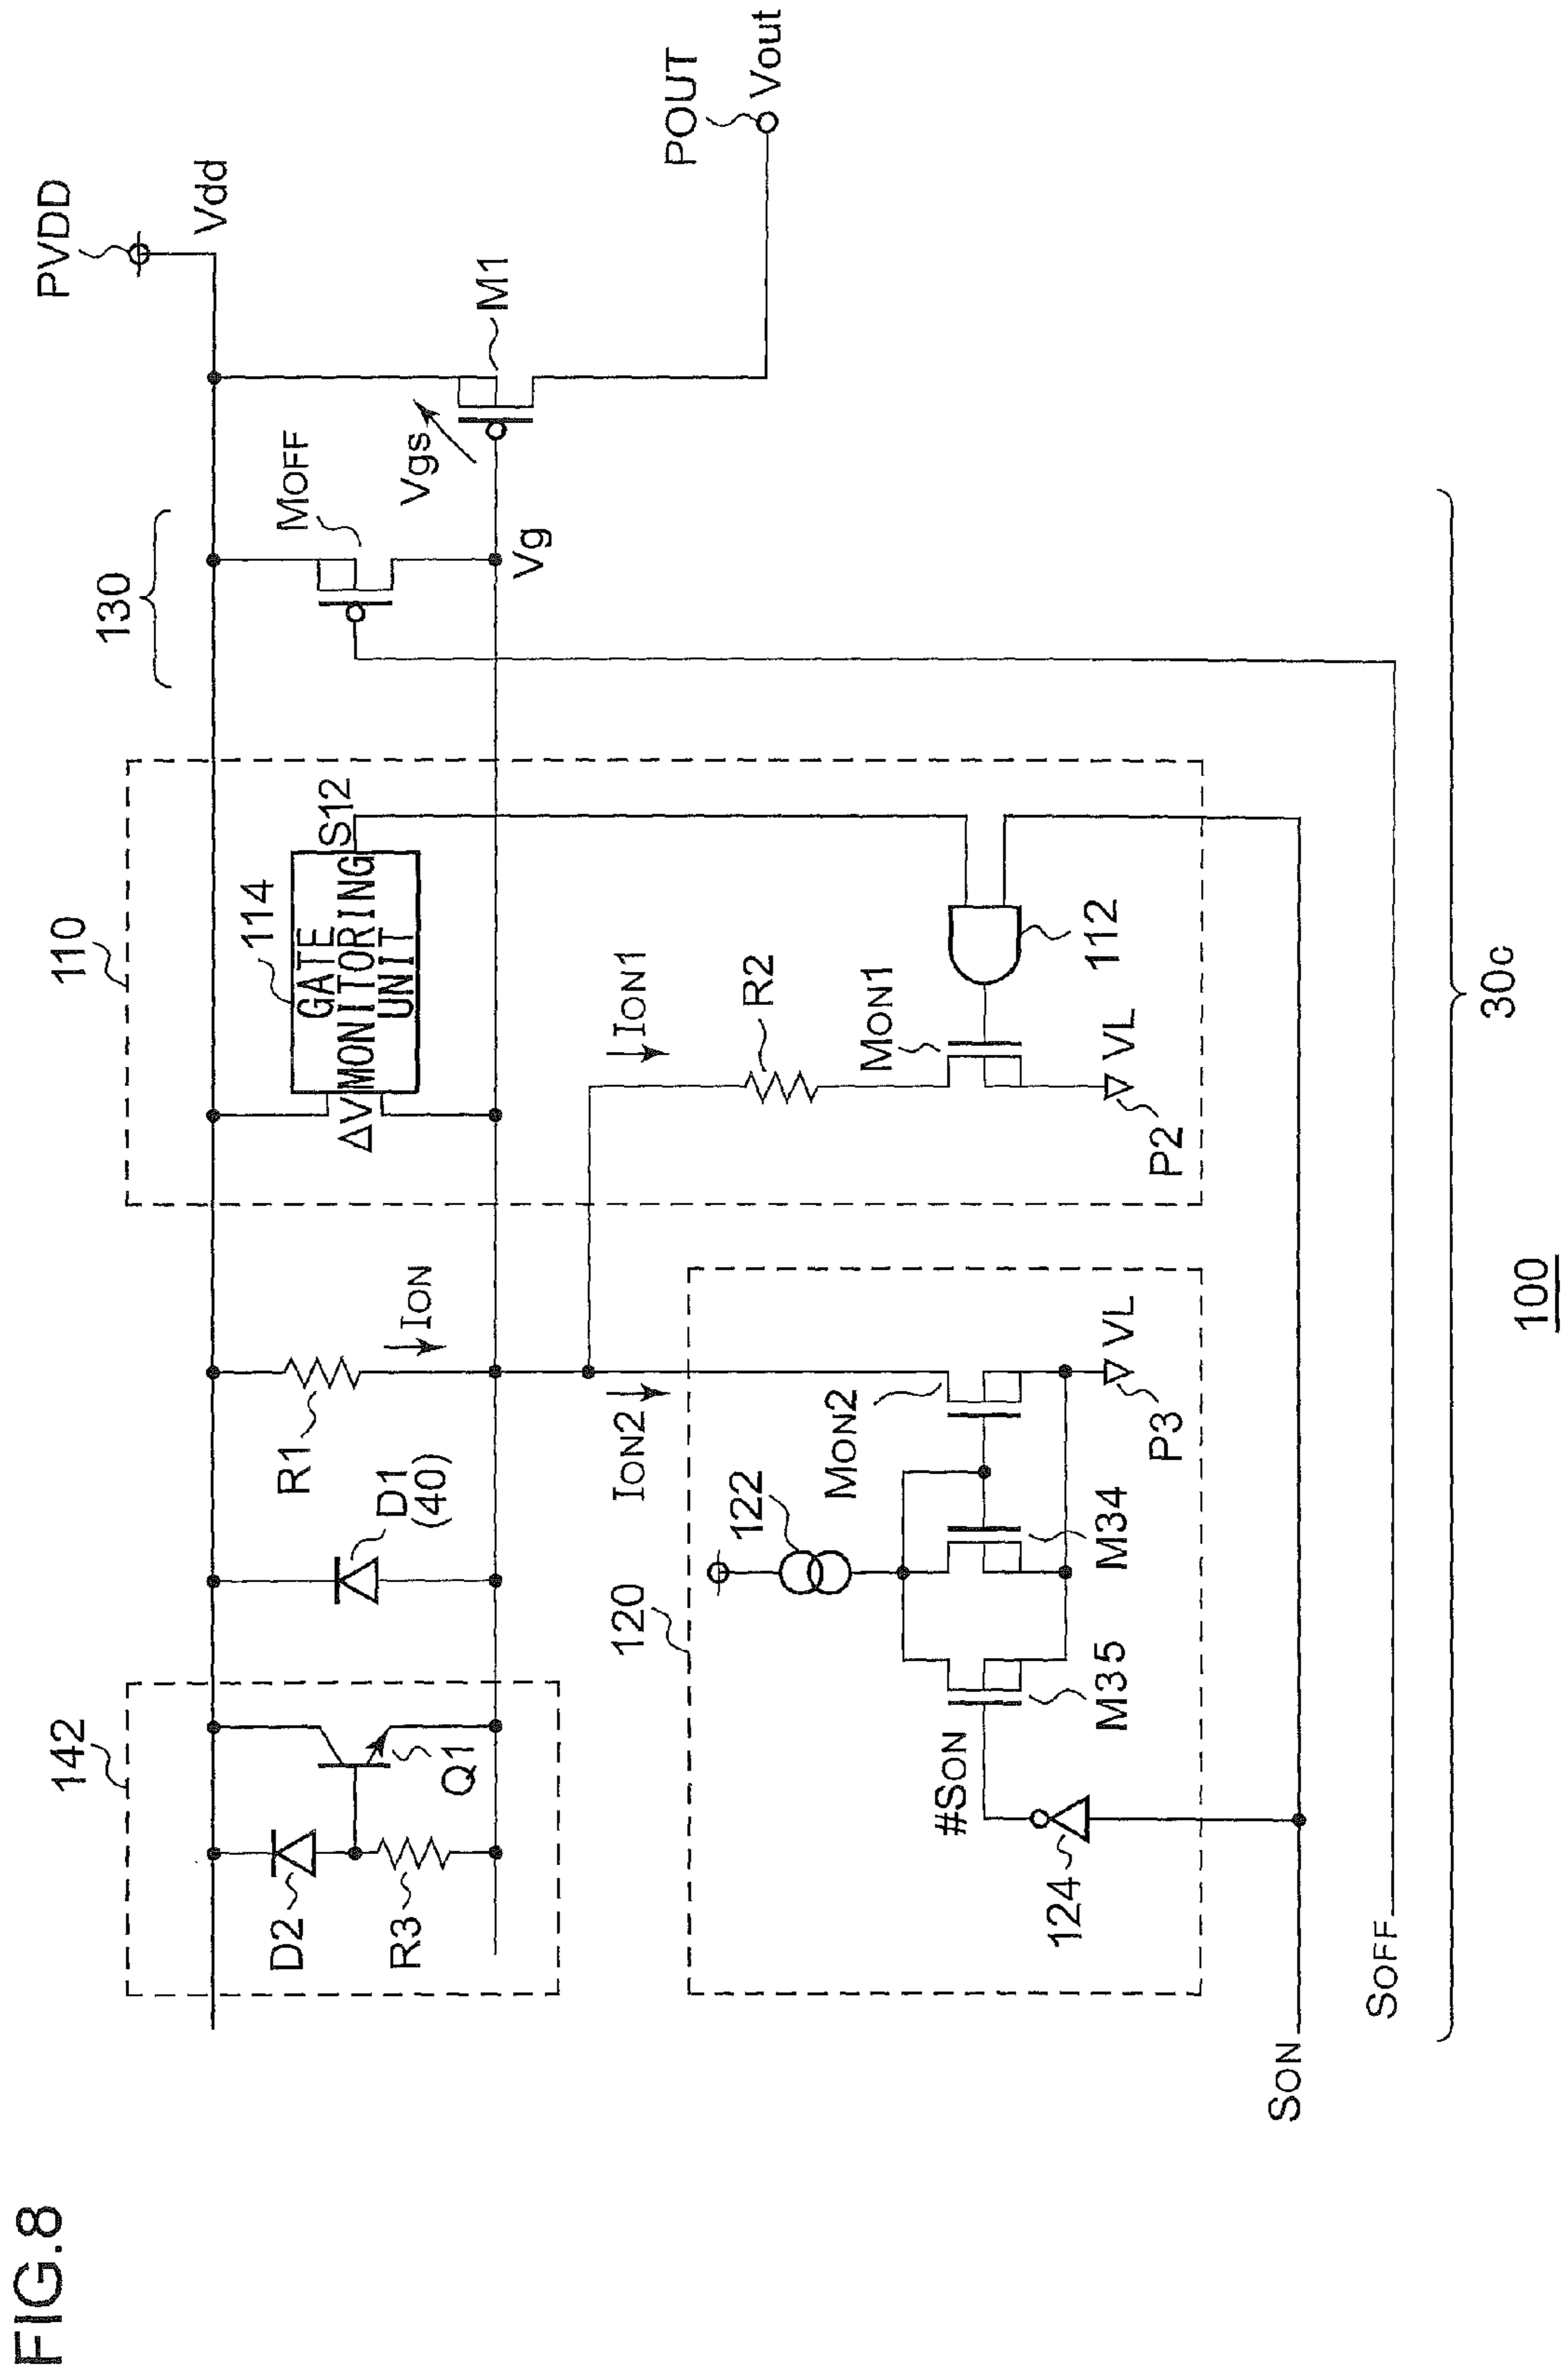 FIG.8
PVDD
Vdd
130
MOFF
M1
Vgs
Vg
POUT
Vout
110
114
GATE
MONITORING
UNIT
ΔV
S12
ION1
R2
MON1
112
P2
VL
142
D2
R3
Q1
D1
(40)
R1
ION
ION2
120
122
MON2
M34
M35
P3
VL
#SON
124
SON
SOFF
30c
100